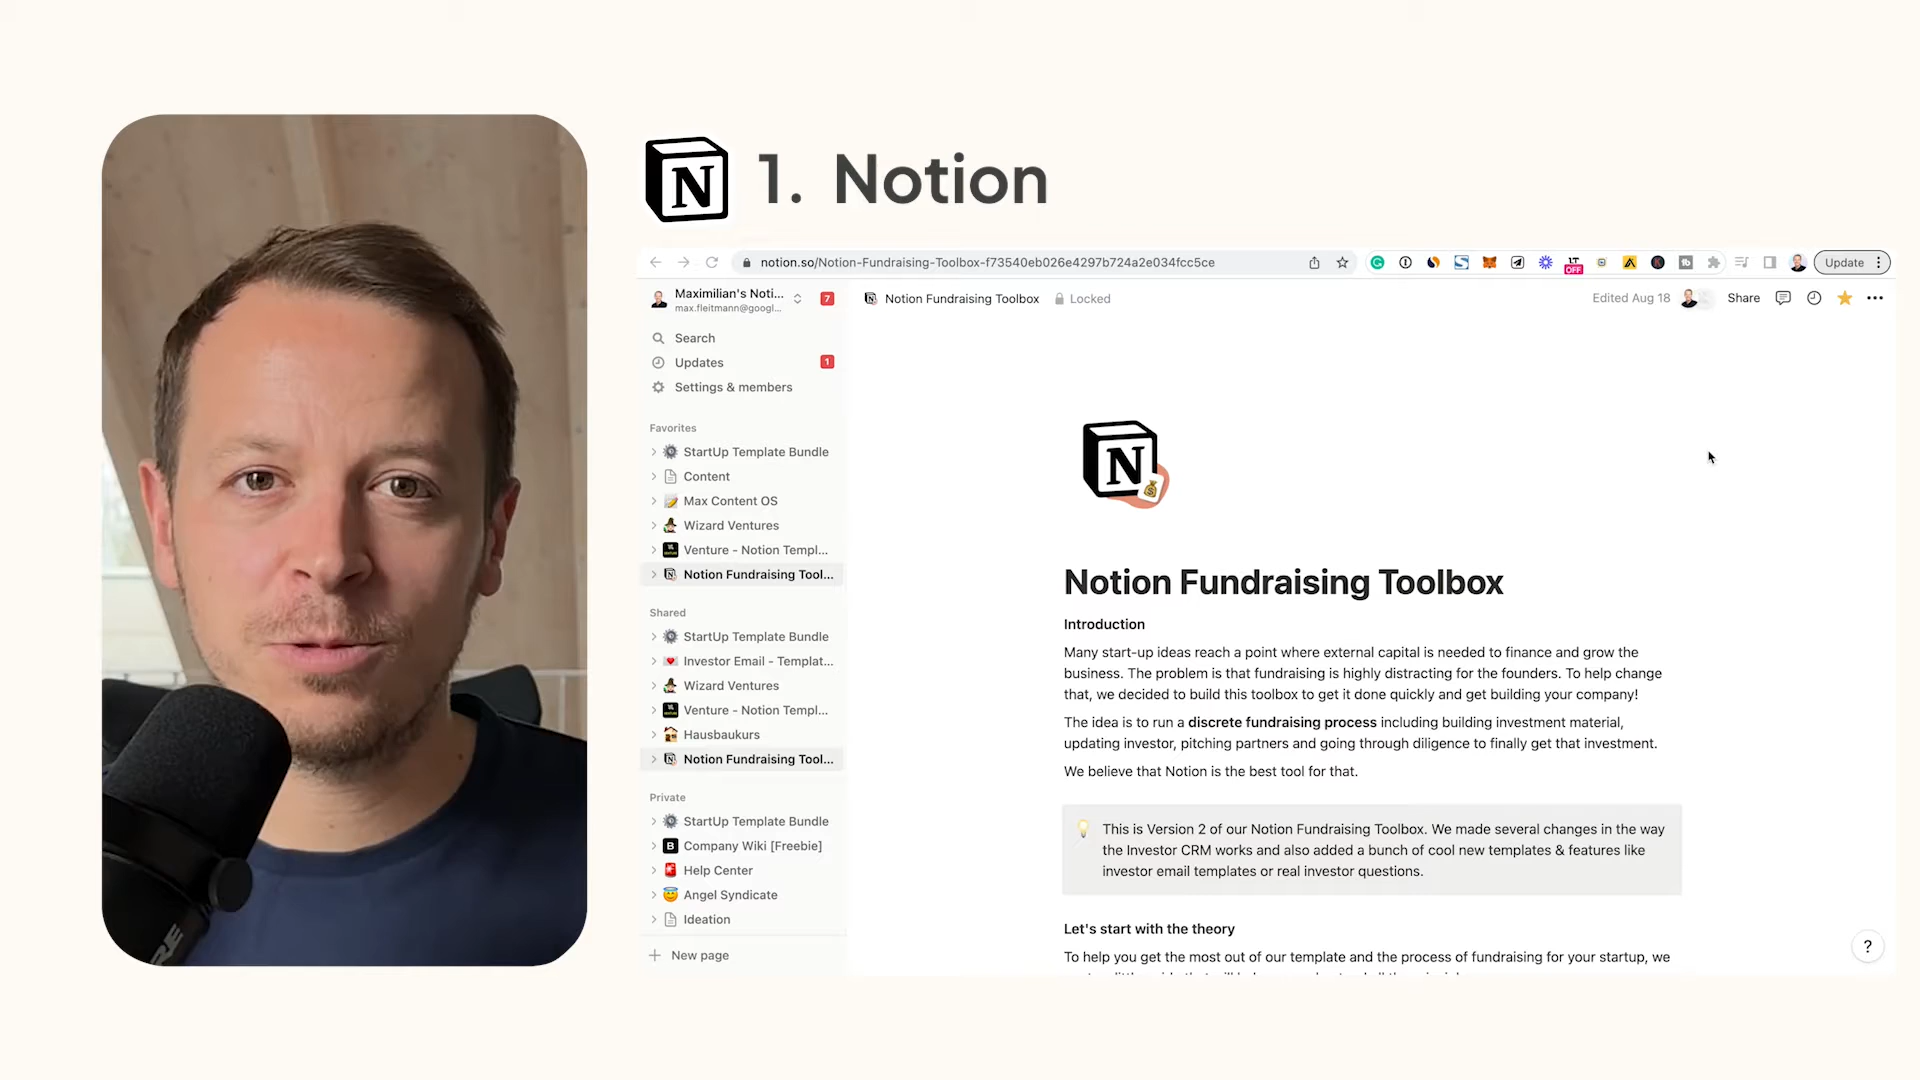 N 1. Notion
notion.so/Notion-Fundraising-Toolbox-f73540eb026e4297b724a2e034fcc5ce
OFF
Update
Maximilian's Noti...
max.fleitmann@googl...
7
Notion Fundraising Toolbox
Locked
Edited Aug 18
Share
Search
Updates
1
Settings & members
Favorites
StartUp Template Bundle
Content
Max Content OS
Wizard Ventures
Venture - Notion Templ...
Notion Fundraising Tool...
Shared
StartUp Template Bundle
Investor Email - Templat...
Wizard Ventures
Venture - Notion Templ...
Hausbaukurs
Notion Fundraising Tool...
Private
StartUp Template Bundle
B Company Wiki [Freebie]
Help Center
Angel Syndicate
Ideation
New page
N
Notion Fundraising Toolbox
Introduction
Many start-up ideas reach a point where external capital is needed to finance and grow the
business. The problem is that fundraising is highly distracting for the founders. To help change
that, we decided to build this toolbox to get it done quickly and get building your company!
The idea is to run a discrete fundraising process including building investment material,
updating investor, pitching partners and going through diligence to finally get that investment.
We believe that Notion is the best tool for that.
This is Version 2 of our Notion Fundraising Toolbox. We made several changes in the way
the Investor CRM works and also added a bunch of cool new templates & features like
investor email templates or real investor questions.
Let's start with the theory
To help you get the most out of our template and the process of fundraising for your startup, we
?